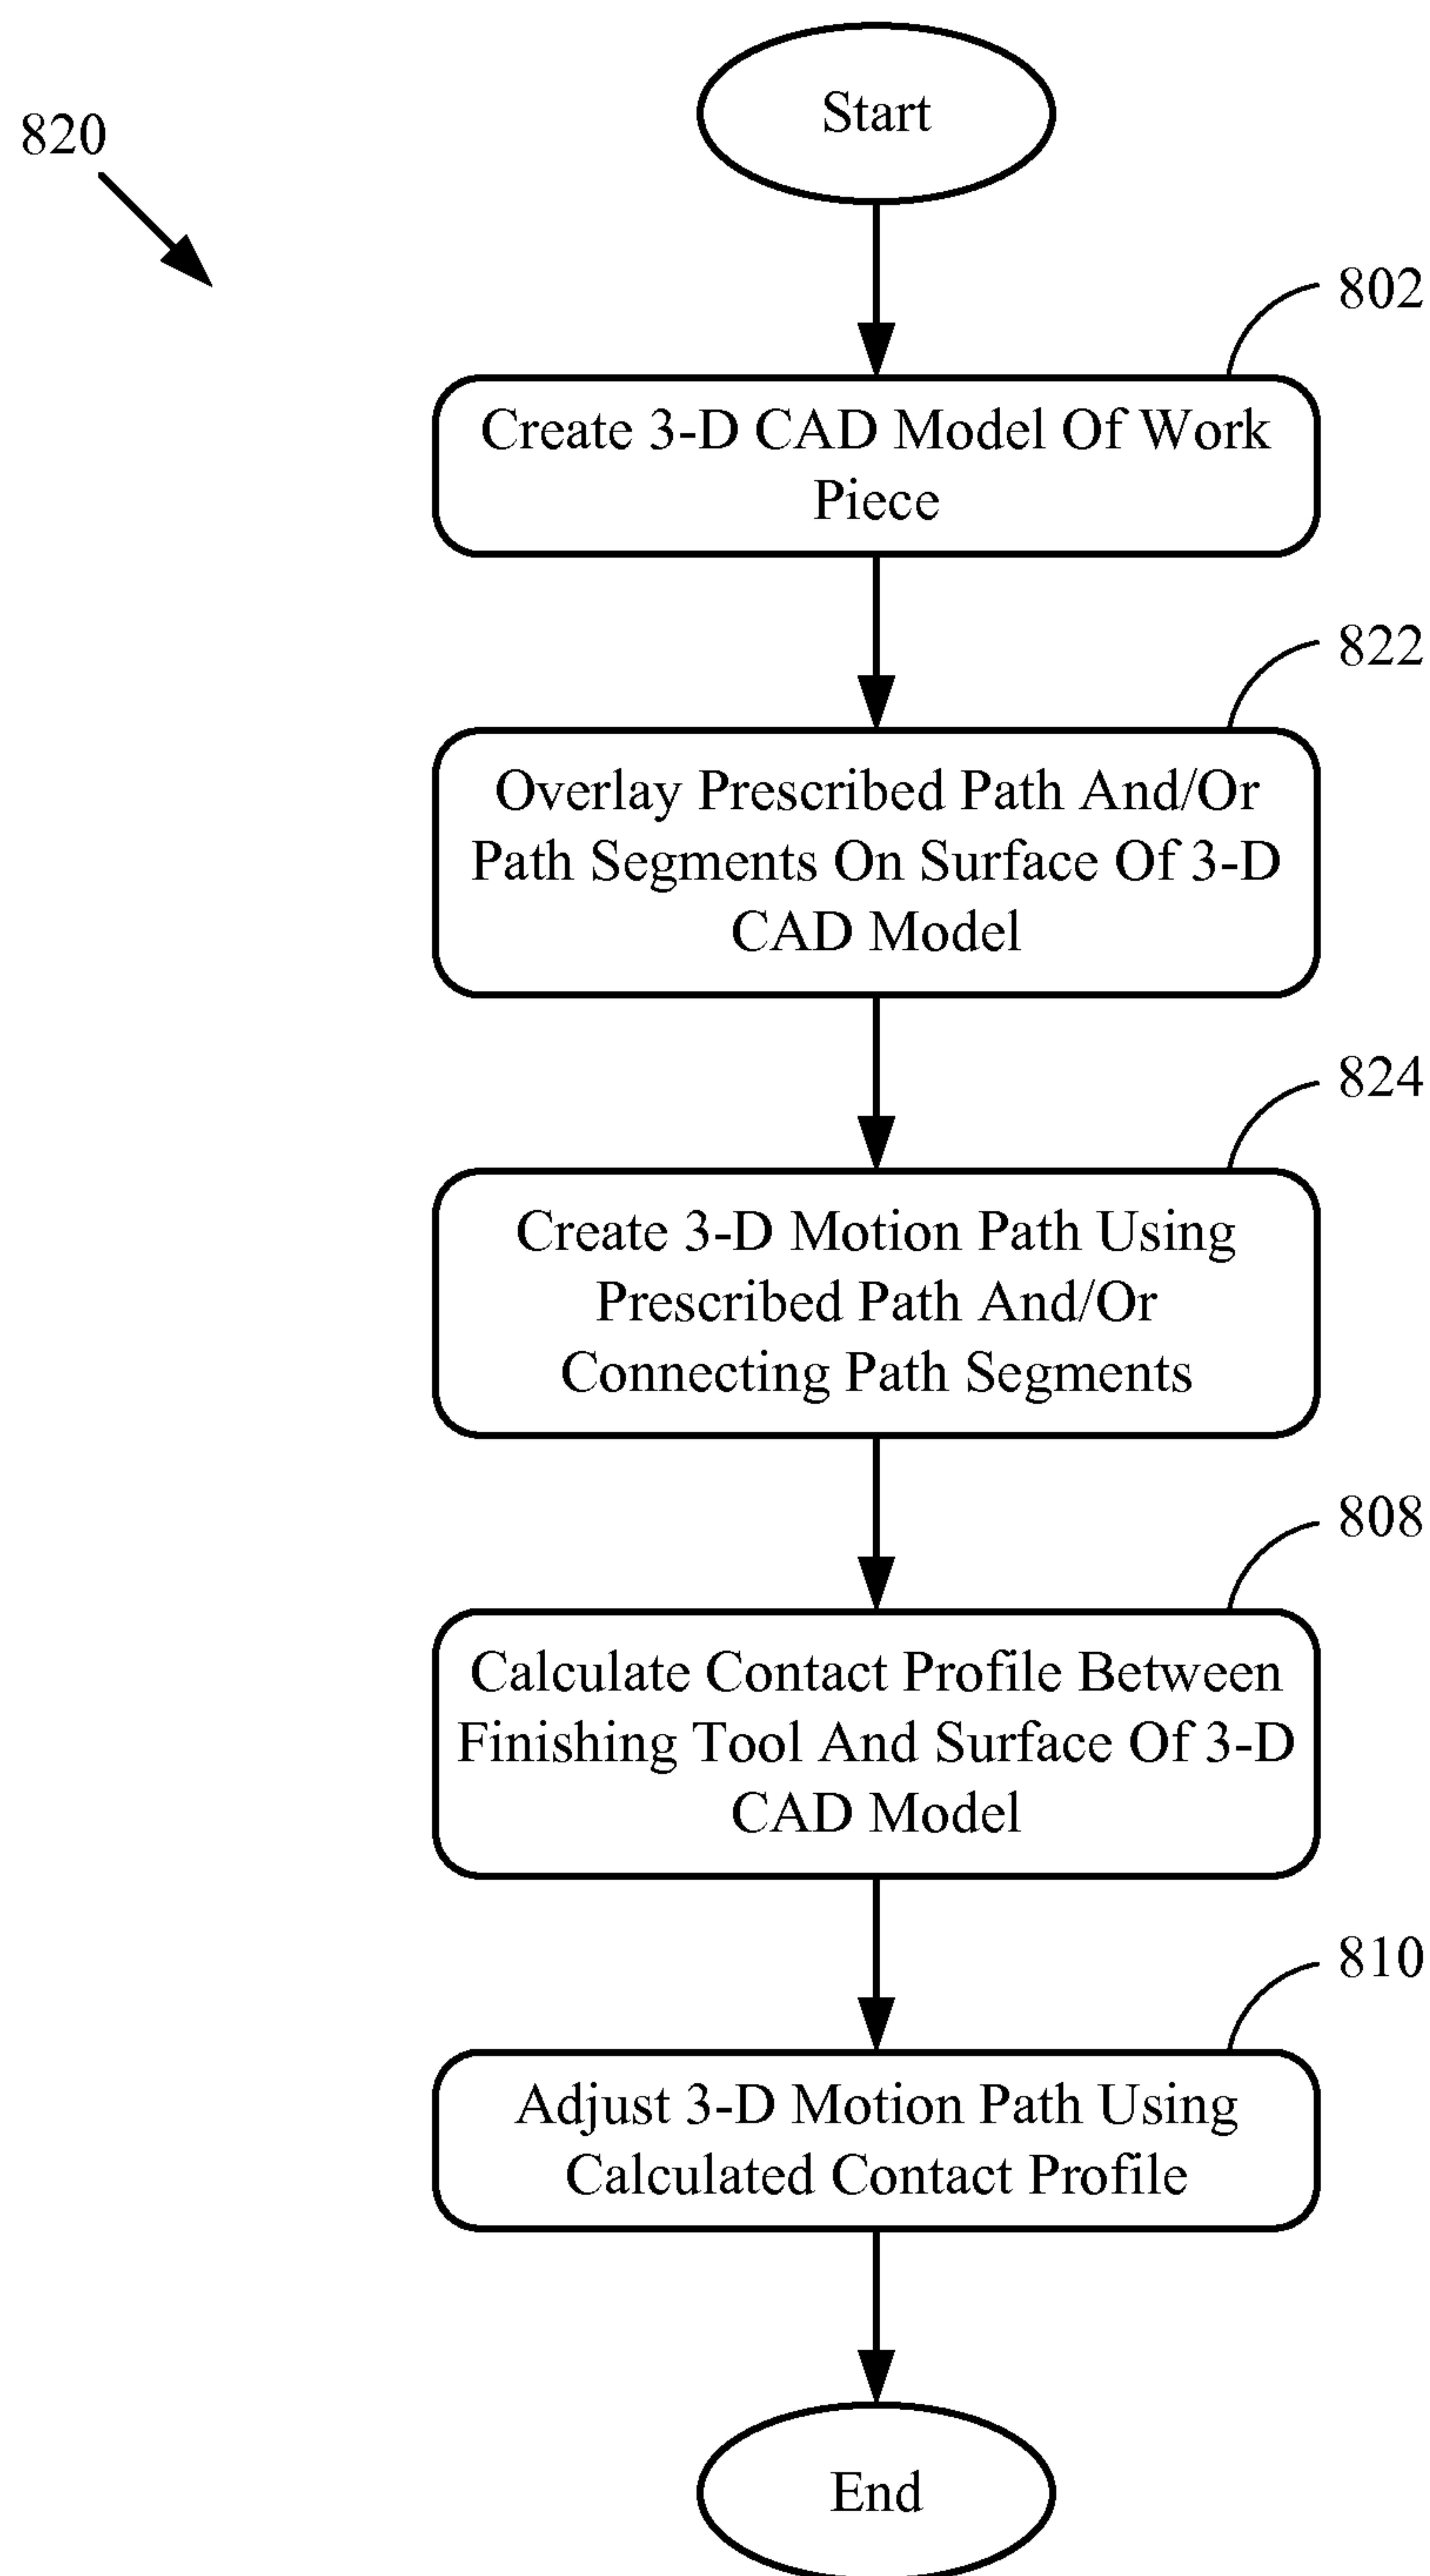 Start
820
802
Create 3-D CAD Model Of Work
Piece
822
Overlay Prescribed Path And/Or
Path Segments On Surface Of 3-D
CAD Model
824
Create 3-D Motion Path Using
Prescribed Path And/Or
Connecting Path Segments
808
Calculate Contact Profile Between
Finishing Tool And Surface Of 3-D
CAD Model
810
Adjust 3-D Motion Path Using
Calculated Contact Profile
End